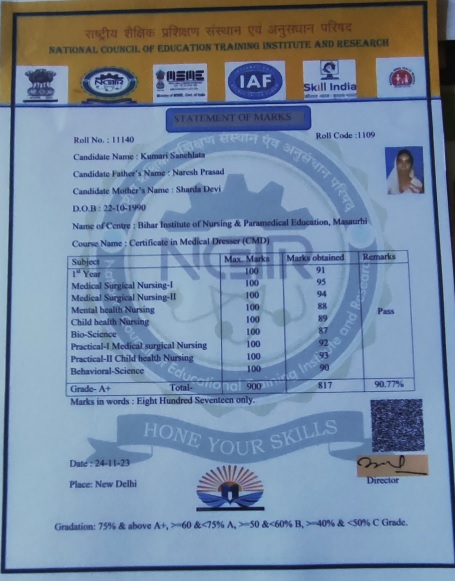 राष्ट्रीय शैक्षिक प्रशिक्षण संस्थान एवं अनुसंधान परिषद
NATIONAL COUNCIL OF EDUCATION TRAINING INSTITUTE AND RESEARCH
MSME
IAF
Skill India
STATEMENT OF MARKS
Roll No. : 11140
Roll Code :1109
Candidate Name : Kumari Sanehlata
Candidate Father's Name : Naresh Prasad
Candidate Mother's Name : Sharda Devi
D.O.B : 22-10-1990
Name of Centre : Bihar Institute of Nursing & Paramedical Education, Masaurhi
Course Name : Certificate in Medical Dresser (CMD)
Subject Max. Marks Marks obtained Remarks
1st Year 100 91
Medical Surgical Nursing-I 100 95
Medical Surgical Nursing-II 100 94
Mental health Nursing 100 88 Pass
Child health Nursing 100 89
Bio-Science 100 87
Practical-I Medical surgical Nursing 100 92
Practical-II Child health Nursing 100 93
Behavioral-Science 100 90
Grade- A+ Total- 900 817 90.77%
Marks in words : Eight Hundred Seventeen only.
HONE YOUR SKILLS
Date : 24-11-23
Place: New Delhi
Director
Gradation: 75% & above A+, >=60 &<75% A, >=50 &<60% B, >=40% & <50% C Grade.